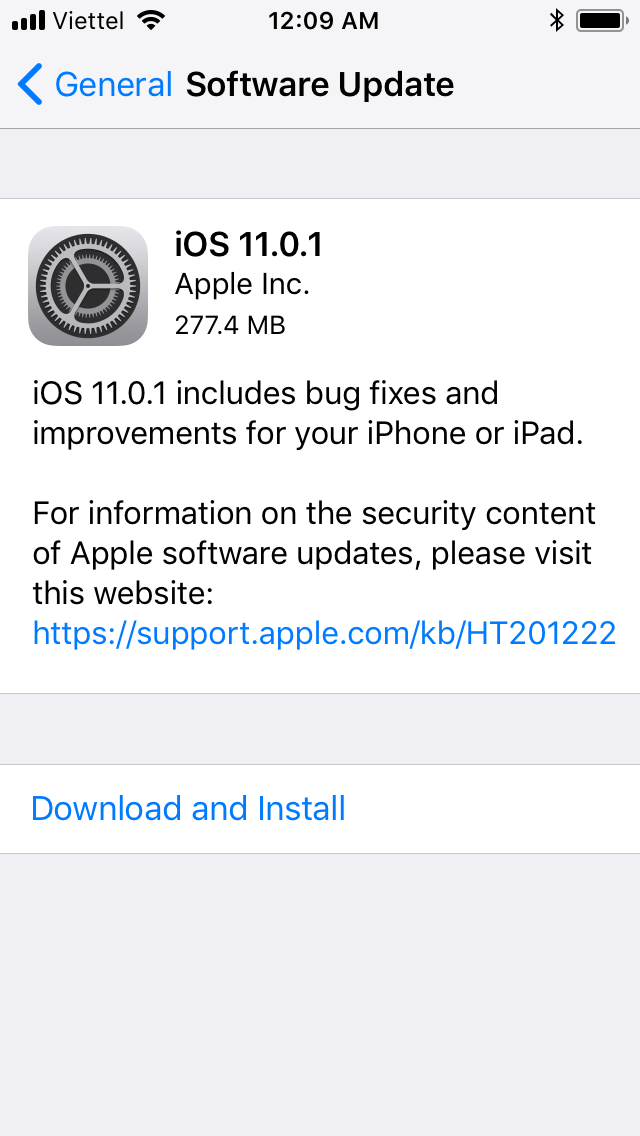 Viettel 12:09 AM
General Software Update
iOS 11.0.1
Apple Inc.
277.4 MB
iOS 11.0.1 includes bug fixes and
improvements for your iPhone or iPad.
For information on the security content
of Apple software updates, please visit
this website:
https://support.apple.com/kb/HT201222
Download and Install